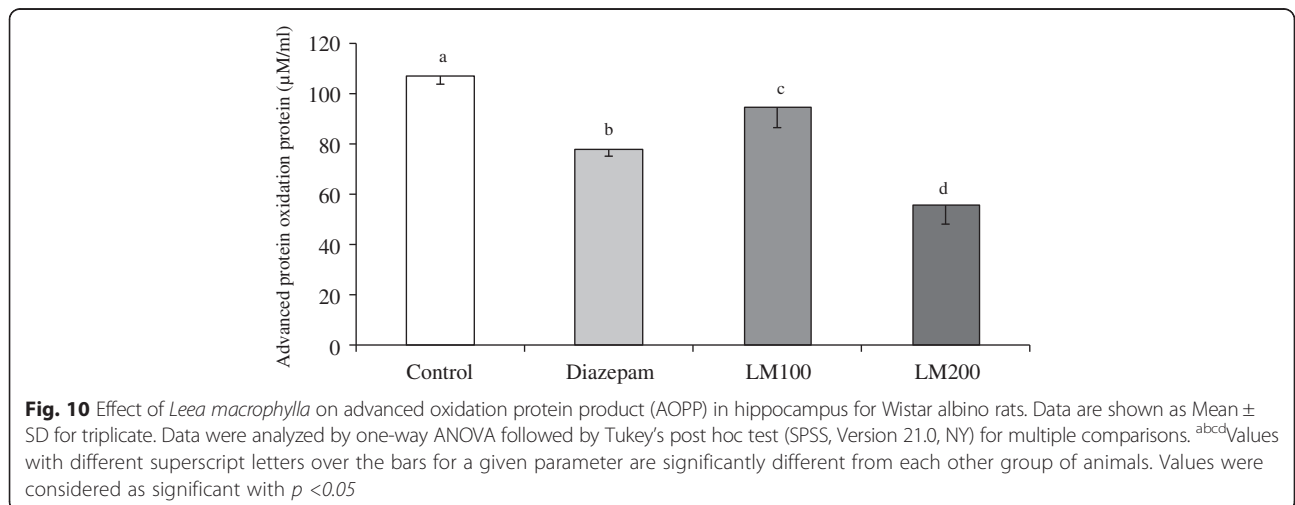 Advanced protein oxidation protein (µM/ml)
120
100
80
60
40
20
0
a
b
c
d
Control Diazepam LM100 LM200
Fig. 10 Effect of Leea macrophylla on advanced oxidation protein product (AOPP) in hippocampus for Wistar albino rats. Data are shown as Mean ±
SD for triplicate. Data were analyzed by one-way ANOVA followed by Tukey's post hoc test (SPSS, Version 21.0, NY) for multiple comparisons. abcdValues
with different superscript letters over the bars for a given parameter are significantly different from each other group of animals. Values were
considered as significant with p <0.05